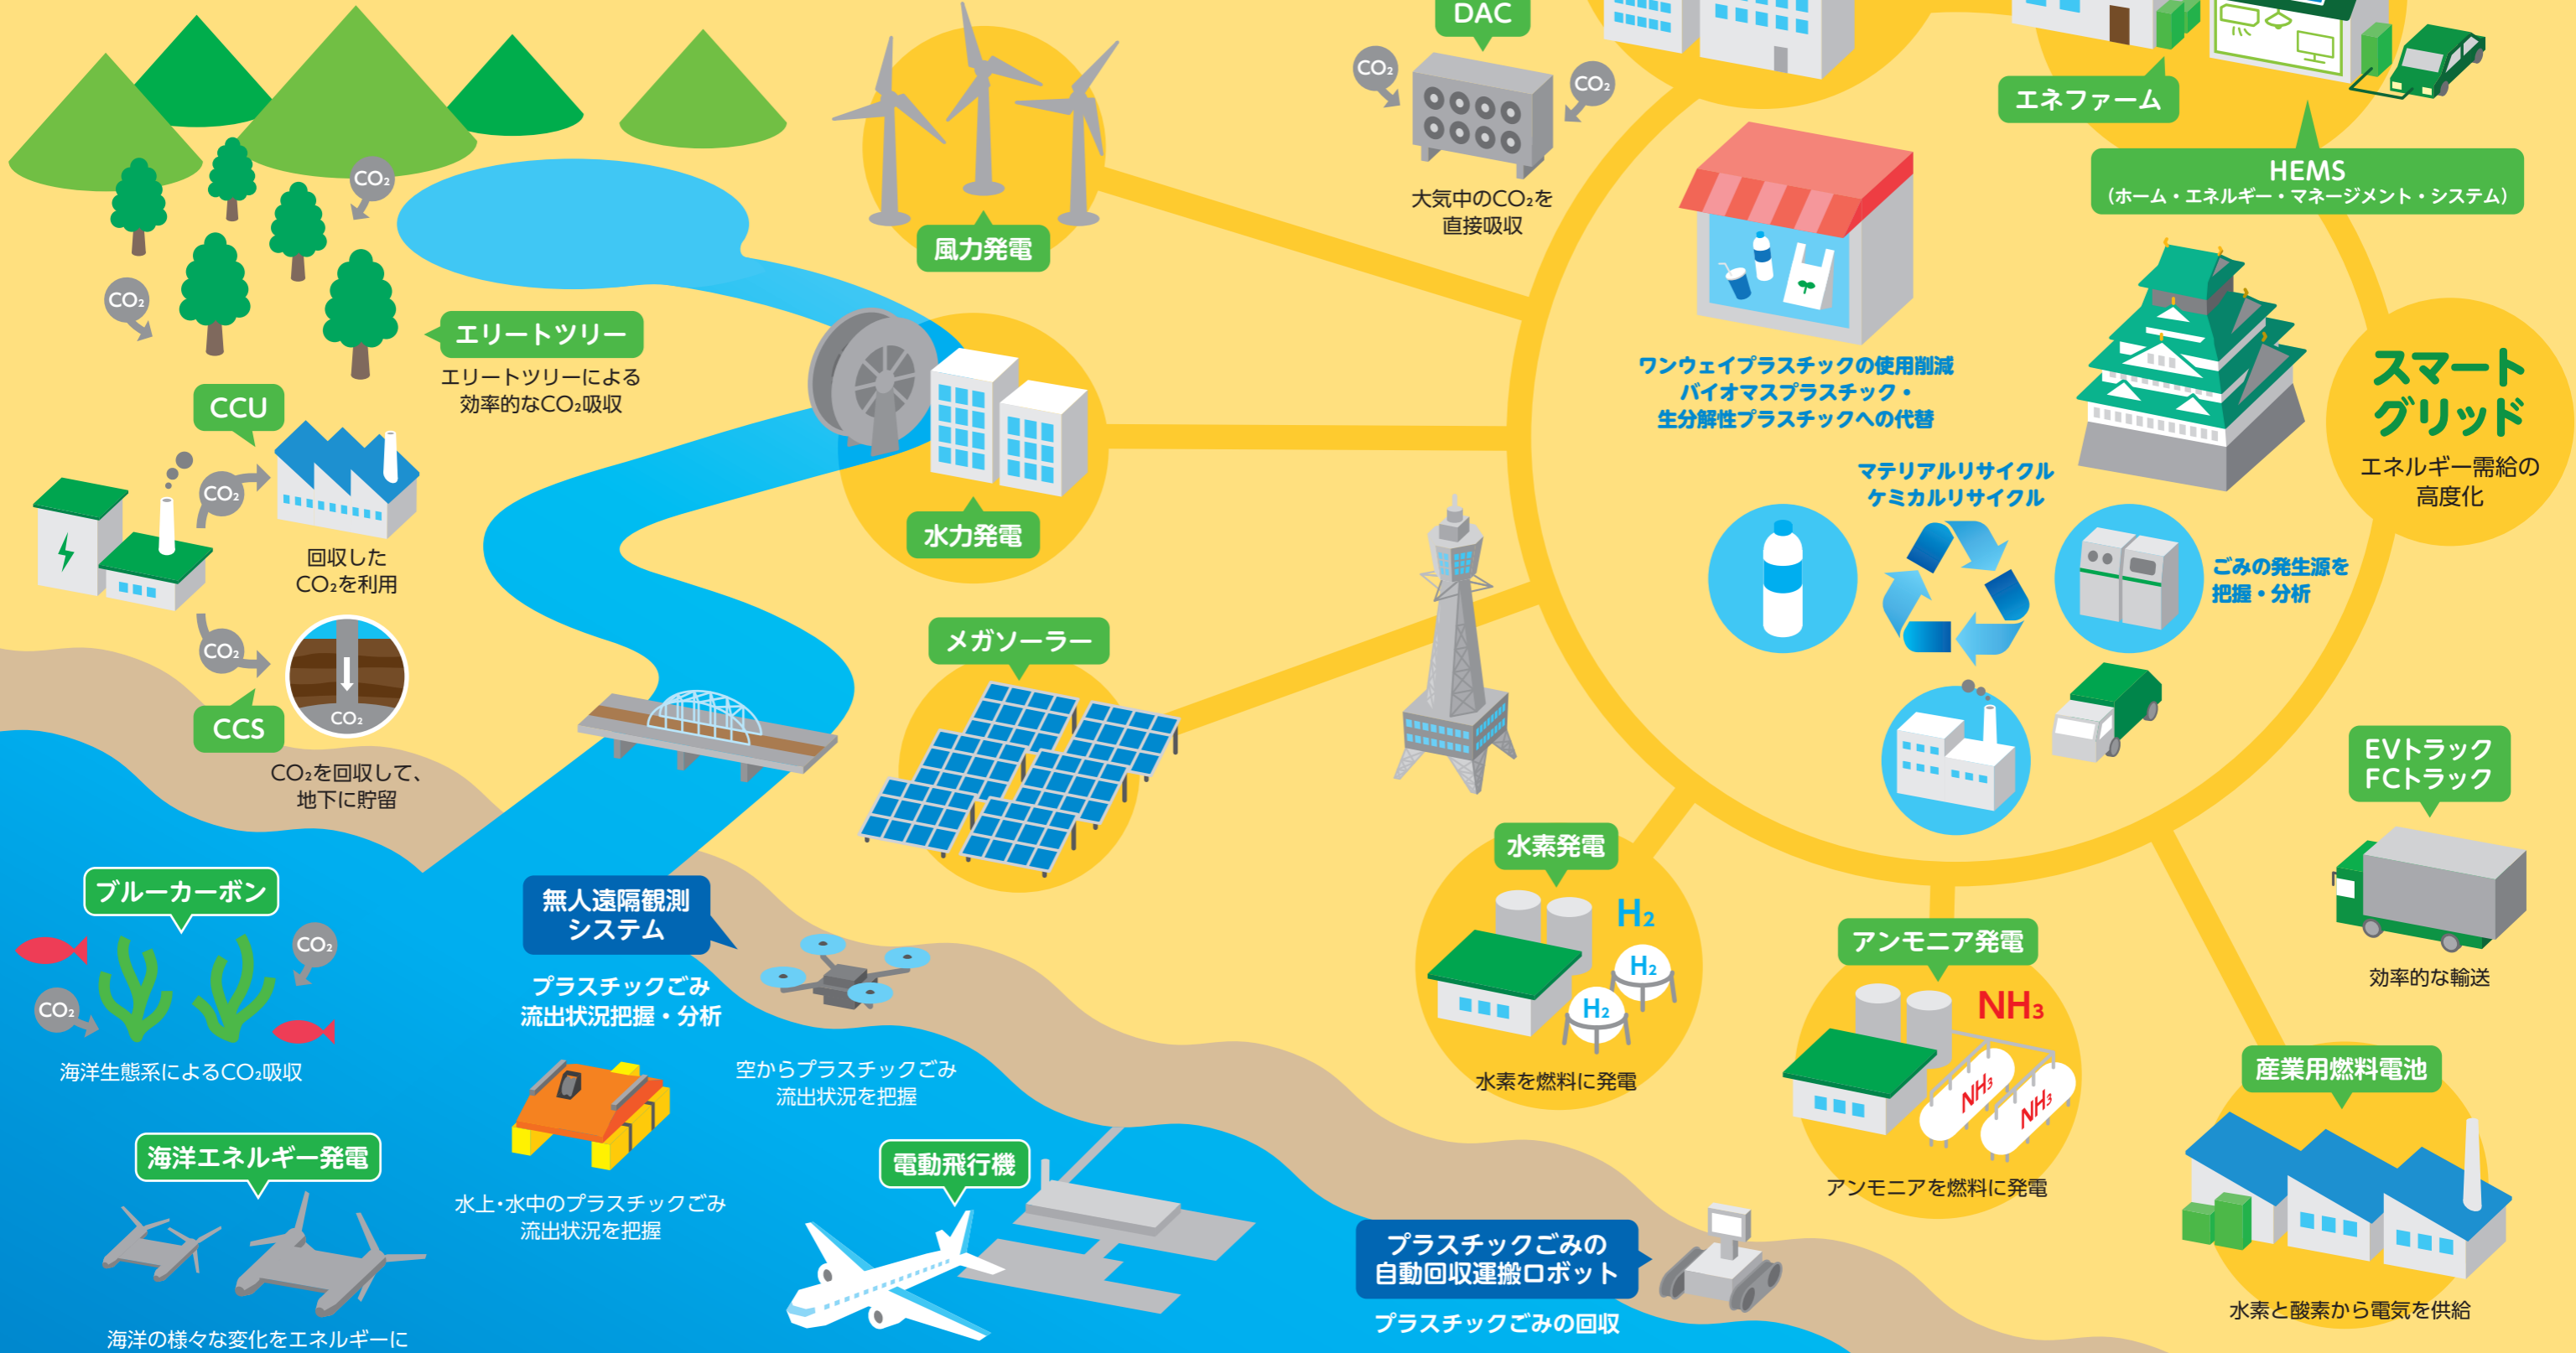 DAC
CO₂
CO₂
大気中のCO₂を
直接吸収
エネファーム
HEMS
（ホーム・エネルギー・マネージメント・システム）
CO₂
CO₂
風力発電
エリートツリー
エリートツリーによる
効率的なCO₂吸収
CCU
CO₂
回収した
CO₂を利用
CO₂
CO₂
CCS
CO₂を回収して、
地下に貯留
水力発電
メガソーラー
ワンウェイプラスチックの使用削減
バイオマスプラスチック・
生分解性プラスチックへの代替
マテリアルリサイクル
ケミカルリサイクル
ごみの発生源を
把握・分析
スマート
グリッド
エネルギー需給の
高度化
EVトラック
FCトラック
効率的な輸送
水素発電
H₂
H₂
H₂
水素を燃料に発電
アンモニア発電
NH₃
NH₃
NH₃
アンモニアを燃料に発電
産業用燃料電池
水素と酸素から電気を供給
ブルーカーボン
CO₂
CO₂
海洋生態系によるCO₂吸収
無人遠隔観測
システム
プラスチックごみ
流出状況把握・分析
空からプラスチックごみ
流出状況を把握
水上・水中のプラスチックごみ
流出状況を把握
海洋エネルギー発電
海洋の様々な変化をエネルギーに
電動飛行機
プラスチックごみの
自動回収運搬ロボット
プラスチックごみの回収